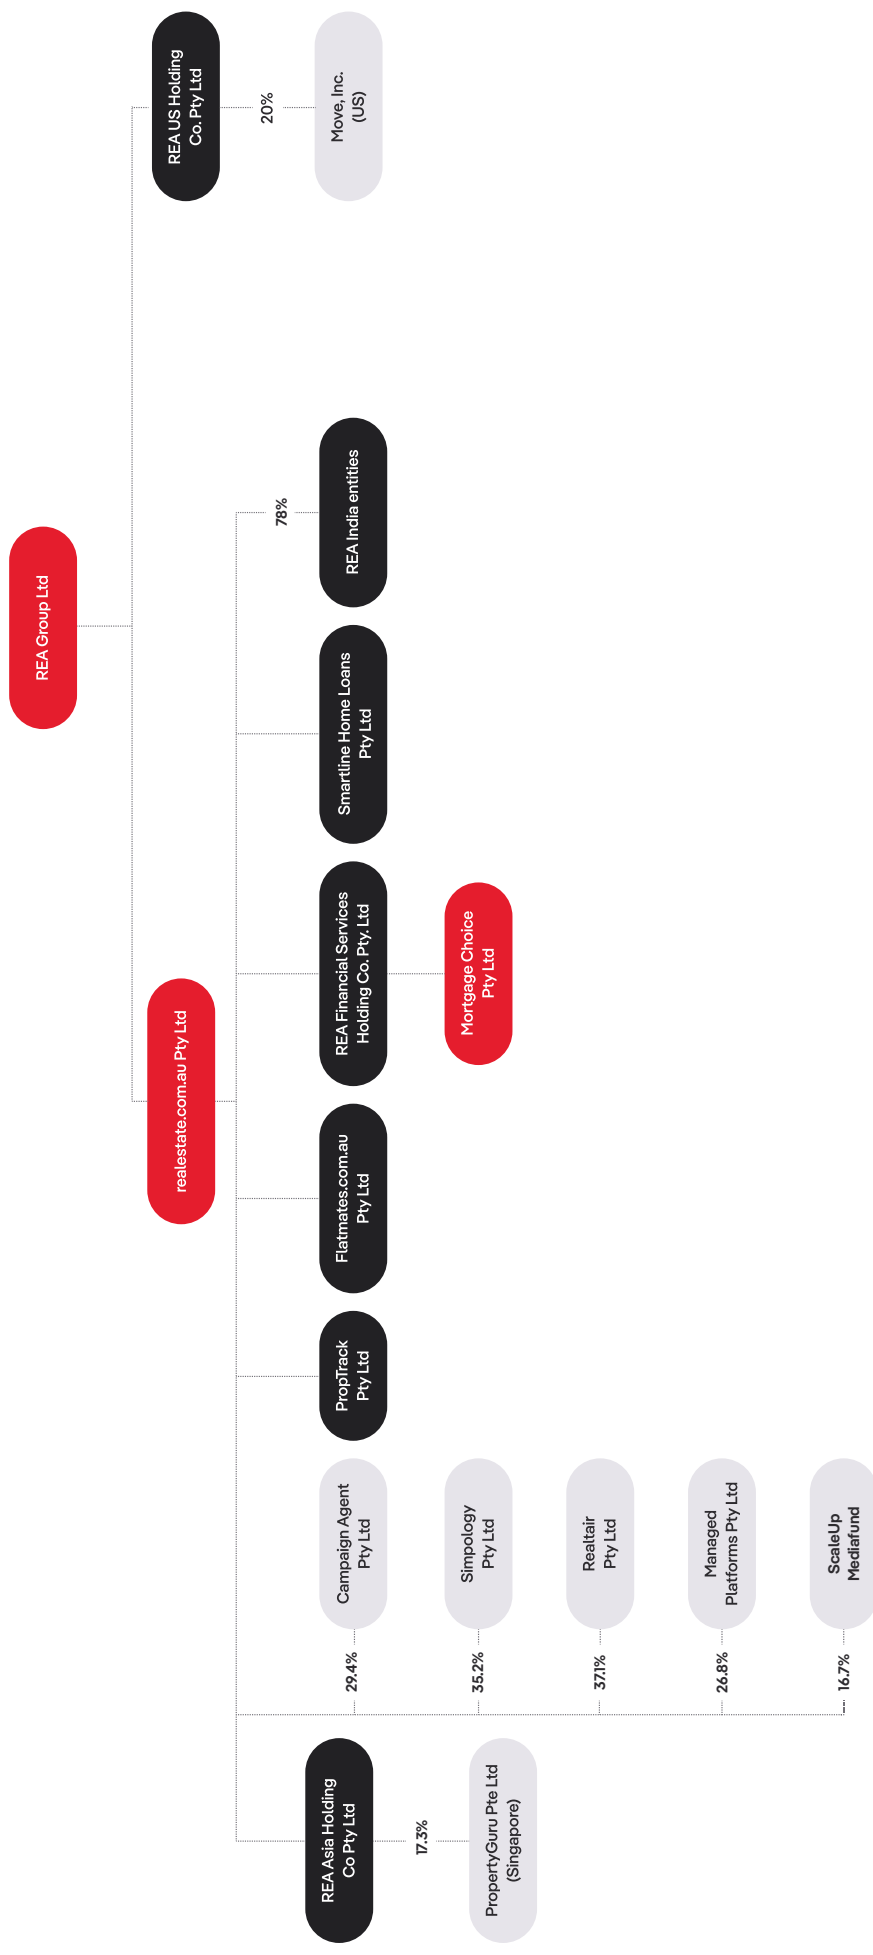 REA Group Ltd
realestate.com.au Pty Ltd
REA US Holding
Co. Pty Ltd
20%
Move, Inc.
(US)
REA Asia Holding
Co Pty Ltd
17.3%
PropertyGuru Pte Ltd
(Singapore)
29.4%
Campaign Agent
Pty Ltd
35.2%
Simpology
Pty Ltd
37.1%
Realtair
Pty Ltd
26.8%
Managed
Platforms Pty Ltd
16.7%
ScaleUp
Mediafund
PropTrack
Pty Ltd
Flatmates.com.au
Pty Ltd
REA Financial Services
Holding Co. Pty. Ltd
Mortgage Choice
Pty Ltd
Smartline Home Loans
Pty Ltd
78%
REA India entities